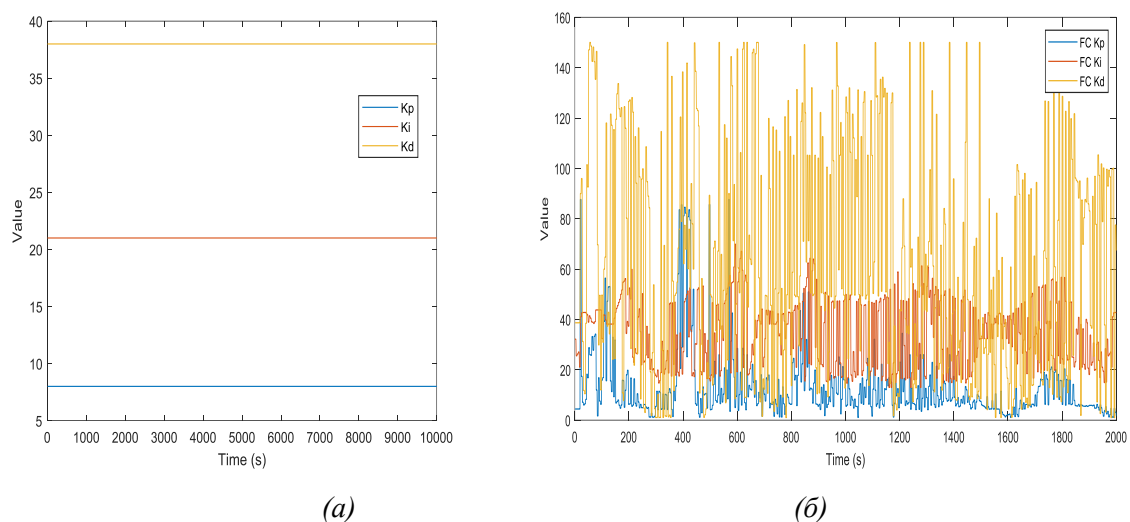 40
35
30
25
20
15
10
5
Value
0 1000 2000 3000 4000 5000 6000 7000 8000 9000 10000
Time (s)
Kp
Ki
Kd
(а)
160
140
120
100
80
60
40
20
0
Value
0 200 400 600 800 1000 1200 1400 1600 1800 2000
Time (s)
FC Kp
FC Ki
FC Kd
(б)